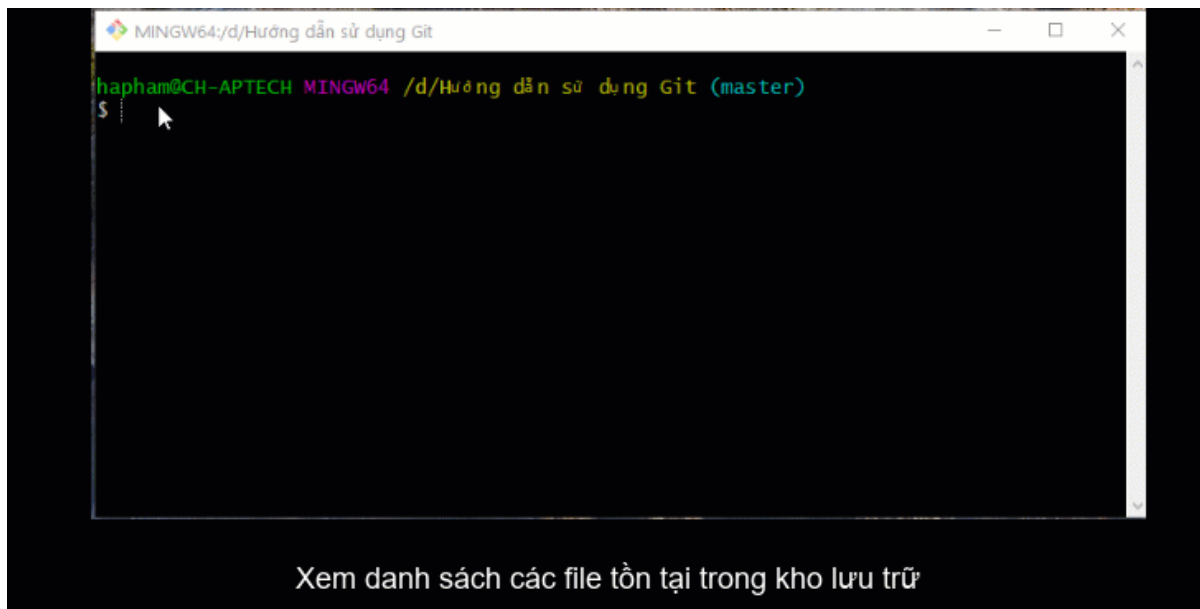 MINGW64:/d/Hướng dẫn sử dụng Git
hapham@CH-APTECH MINGW64 /d/Hướng dẫn sử dụng Git (master)
$
Xem danh sách các file tồn tại trong kho lưu trữ